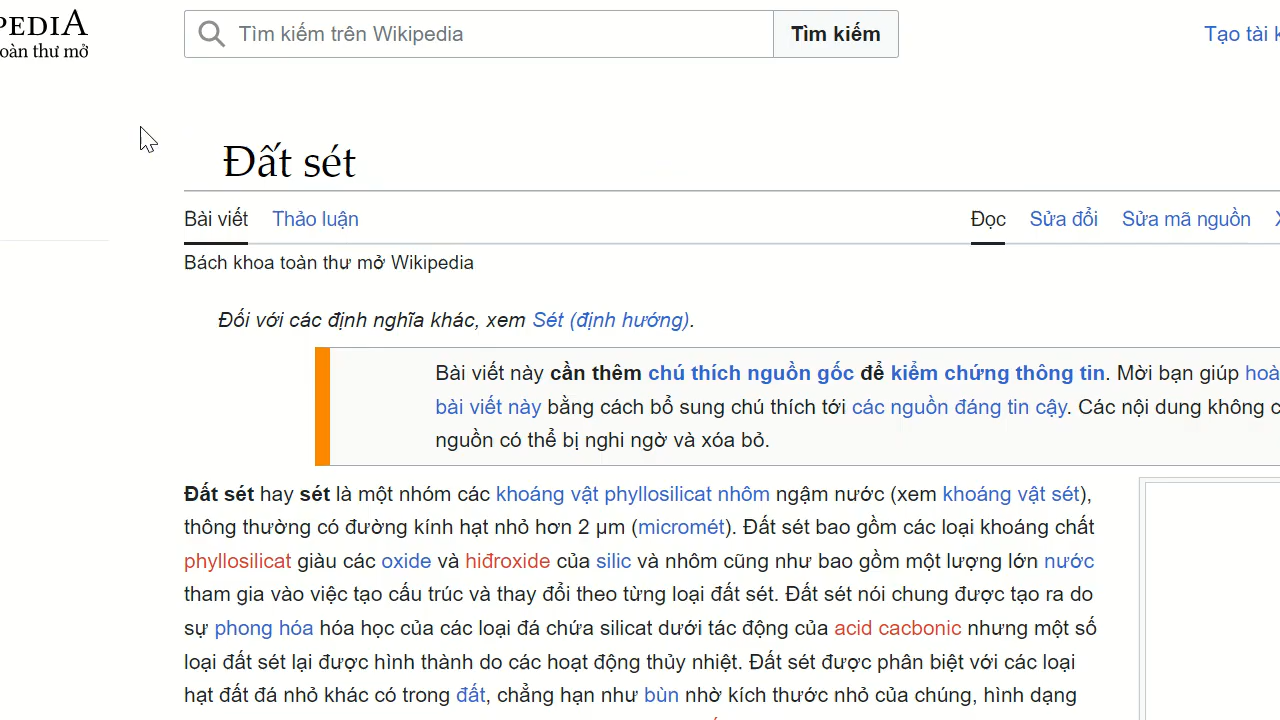 PEDIA
toàn thư mở
Tìm kiếm trên Wikipedia
Tìm kiếm
Tạo tài
Đất sét
Bài viết
Thảo luận
Đọc
Sửa đổi
Sửa mã nguồn
Bách khoa toàn thư mở Wikipedia
Đối với các định nghĩa khác, xem Sét (định hướng).
Bài viết này cần thêm chú thích nguồn gốc để kiểm chứng thông tin. Mời bạn giúp
bài viết này bằng cách bổ sung chú thích tới các nguồn đáng tin cậy. Các nội dung không
nguồn có thể bị nghi ngờ và xóa bỏ.
Đất sét hay sét là một nhóm các khoáng vật phyllosilicat nhôm ngậm nước (xem khoáng vật sét),
thông thường có đường kính hạt nhỏ hơn 2 μm (micromét). Đất sét bao gồm các loại khoáng chất
phyllosilicat giàu các oxide và hiđroxide của silic và nhôm cũng như bao gồm một lượng lớn nước
tham gia vào việc tạo cấu trúc và thay đổi theo từng loại đất sét. Đất sét nói chung được tạo ra do
sự phong hóa hóa học của các loại đá chứa silicat dưới tác động của acid cacbonic nhưng một số
loại đất sét lại được hình thành do các hoạt động thủy nhiệt. Đất sét được phân biệt với các loại
hạt đất đá nhỏ khác có trong đất, chẳng hạn như bùn nhờ kích thước nhỏ của chúng, hình dạng